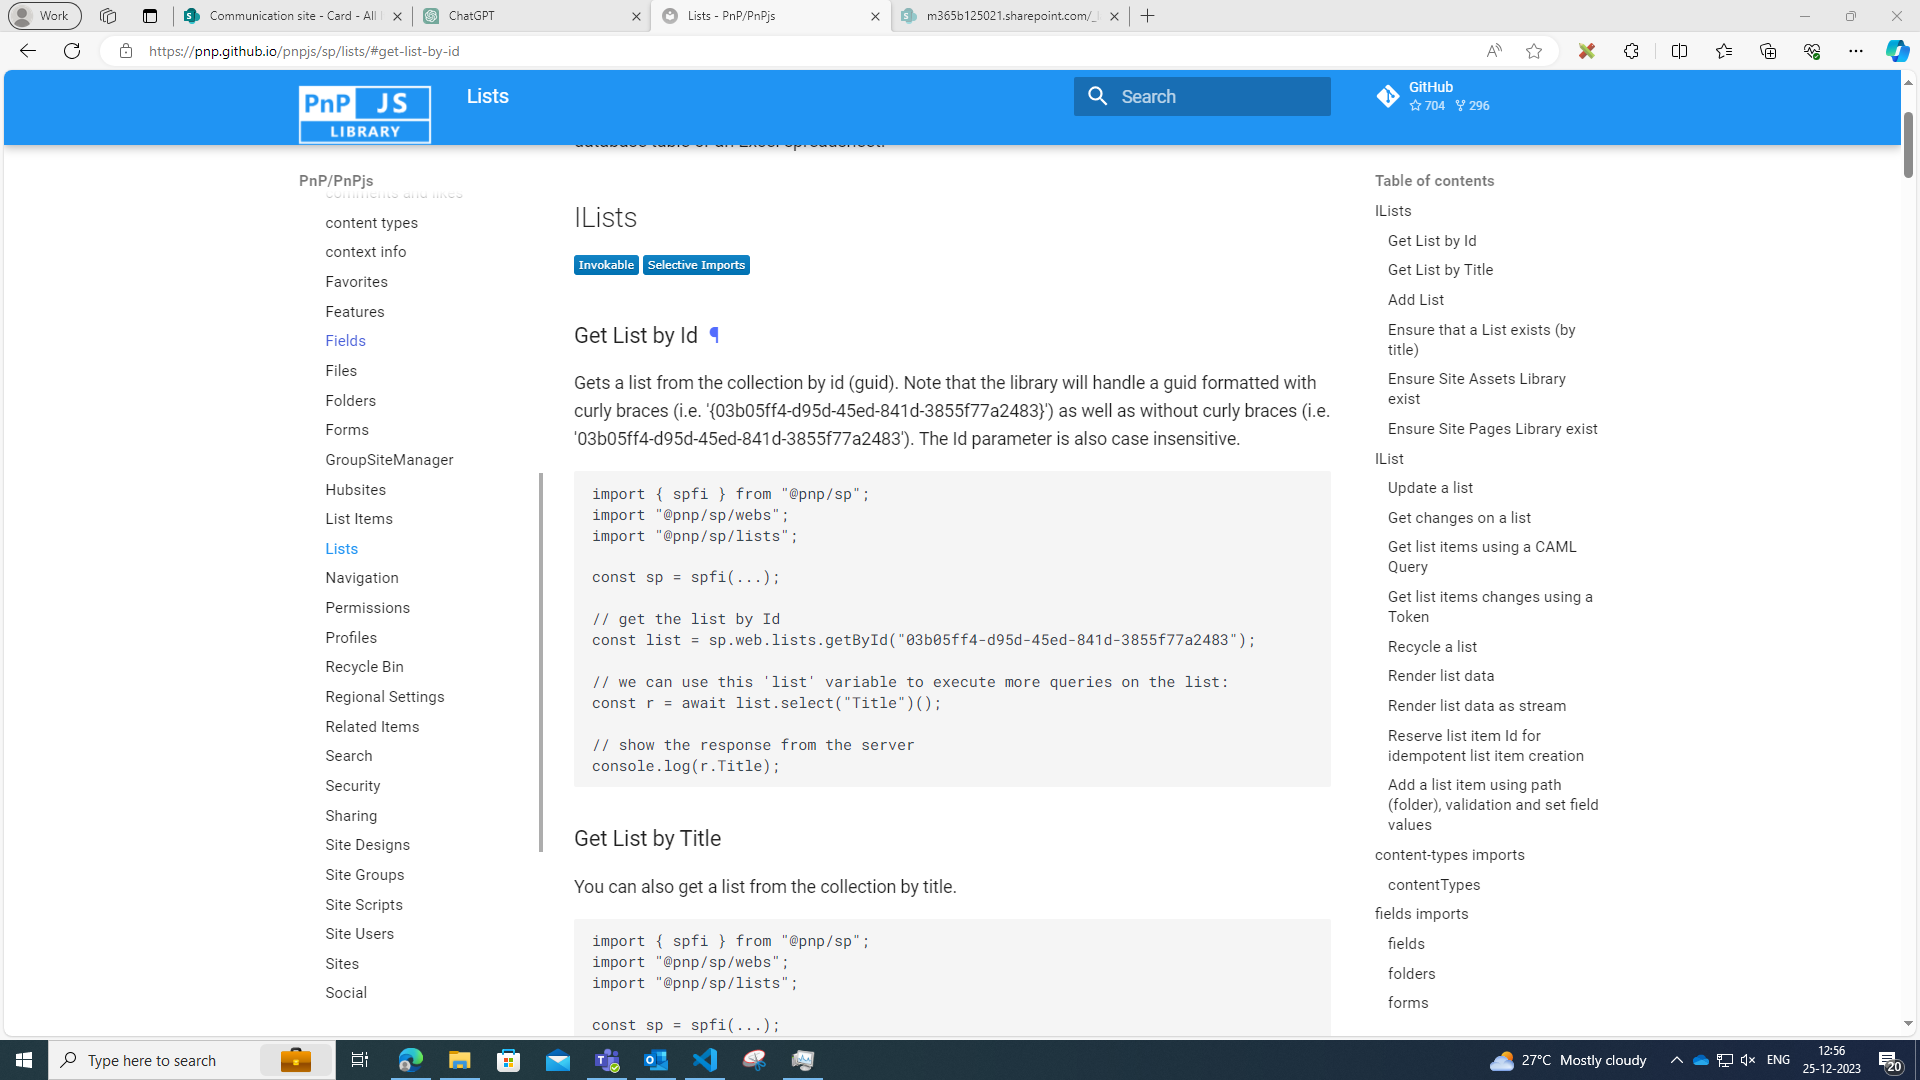 Work
Communication site - Card - All I
ChatGPT
Lists - PnP/PnPjs
m365b125021.sharepoint.com/_l
https://pnp.github.io/pnpjs/sp/lists/#get-list-by-id
PnP JS
LIBRARY
Lists
Search
GitHub
704 296
database table or an Excel spreadsheet.
PnP/PnPjs
comments and likes
content types
context info
Favorites
Features
Fields
Files
Folders
Forms
GroupSiteManager
Hubsites
List Items
Lists
Navigation
Permissions
Profiles
Recycle Bin
Regional Settings
Related Items
Search
Security
Sharing
Site Designs
Site Groups
Site Scripts
Site Users
Sites
Social
ILists
Invokable Selective Imports
Get List by Id ¶
Gets a list from the collection by id (guid). Note that the library will handle a guid formatted with
curly braces (i.e. '{03b05ff4-d95d-45ed-841d-3855f77a2483}') as well as without curly braces (i.e.
'03b05ff4-d95d-45ed-841d-3855f77a2483'). The Id parameter is also case insensitive.
import { spfi } from "@pnp/sp";
import "@pnp/sp/webs";
import "@pnp/sp/lists";
const sp = spfi(...);
// get the list by Id
const list = sp.web.lists.getById("03b05ff4-d95d-45ed-841d-3855f77a2483");
// we can use this 'list' variable to execute more queries on the list:
const r = await list.select("Title")();
// show the response from the server
console.log(r.Title);
Get List by Title
You can also get a list from the collection by title.
import { spfi } from "@pnp/sp";
import "@pnp/sp/webs";
import "@pnp/sp/lists";
const sp = spfi(...);
Table of contents
ILists
Get List by Id
Get List by Title
Add List
Ensure that a List exists (by
title)
Ensure Site Assets Library
exist
Ensure Site Pages Library exist
IList
Update a list
Get changes on a list
Get list items using a CAML
Query
Get list items changes using a
Token
Recycle a list
Render list data
Render list data as stream
Reserve list item Id for
idempotent list item creation
Add a list item using path
(folder), validation and set field
values
content-types imports
contentTypes
fields imports
fields
folders
forms
Type here to search
27°C Mostly cloudy
ENG
12:56
25-12-2023
20